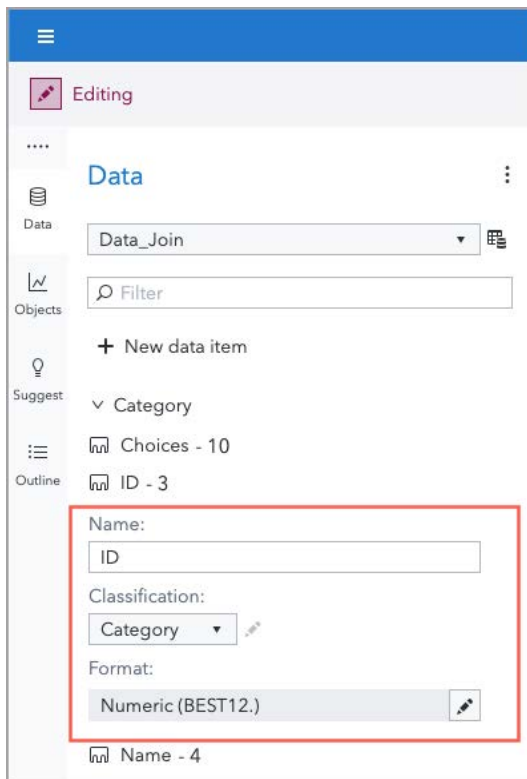 Editing
Data
Data
Data_Join
Filter
Objects
+ New data item
Suggest
Category
Choices - 10
Outline
ID - 3
Name:
ID
Classification:
Category
Format:
Numeric (BEST12.)
Name - 4